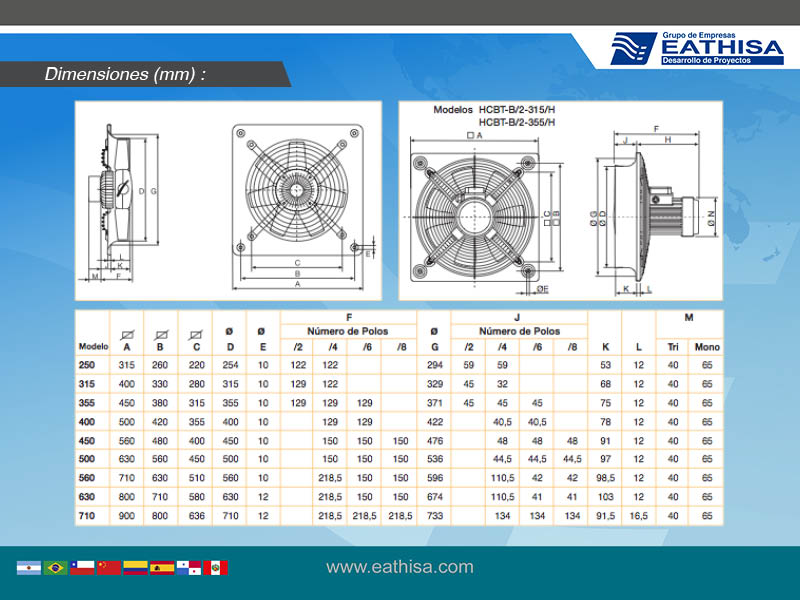 Grupo de Empresas
EATHISA
Desarrollo de Proyectos
Dimensiones (mm) :
D G
L
J K
M F
E
C
B
A
Modelos HCBT-B/2-315/H
HCBT-B/2-355/H
A
C B
ØE
F
J H
Ø G Ø D Ø N
K L
F J M
Ø Ø Número de Polos Ø Número de Polos
Modelo A B C D E /2 /4 /6 /8 G /2 /4 /6 /8 K L Tri Mono
250 315 260 220 254 10 122 122 294 59 59 53 12 40 65
315 400 330 280 315 10 129 122 329 45 32 68 12 40 65
355 450 380 315 355 10 129 129 129 371 45 45 45 75 12 40 65
400 500 420 355 400 10 129 129 422 40,5 40,5 78 12 40 65
450 560 480 400 450 10 150 150 150 476 48 48 48 91 12 40 65
500 630 560 450 500 10 150 150 150 536 44,5 44,5 44,5 97 12 40 65
560 710 630 510 560 10 218,5 150 150 596 110,5 42 42 98,5 12 40 65
630 800 710 580 630 12 218,5 150 150 674 110,5 41 41 103 12 40 65
710 900 800 636 710 12 218,5 218,5 218,5 733 134 134 134 91,5 16,5 40 65
www.eathisa.com